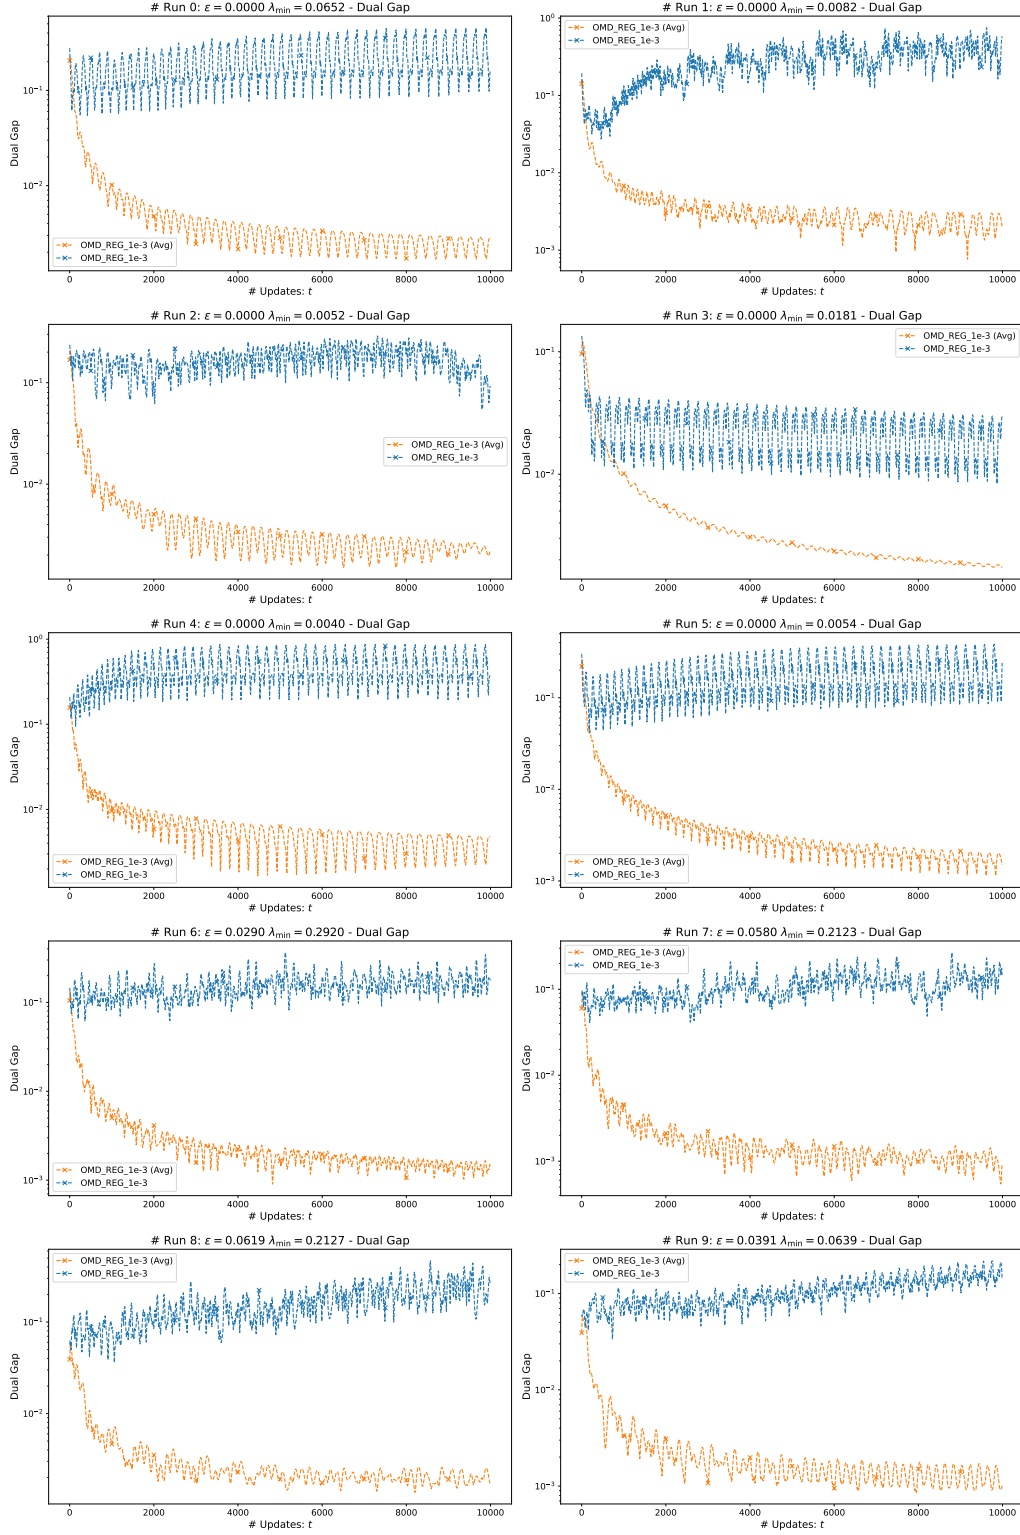 # Run 0: ε = 0.0000 λmin = 0.0652 - Dual Gap
10⁻¹
10⁻²
Dual Gap
OMD_REG_1e-3 (Avg)
OMD_REG_1e-3
0 2000 4000 6000 8000 10000
# Updates: t
# Run 1: ε = 0.0000 λmin = 0.0082 - Dual Gap
10⁰
10⁻¹
10⁻²
10⁻³
Dual Gap
OMD_REG_1e-3 (Avg)
OMD_REG_1e-3
0 2000 4000 6000 8000 10000
# Updates: t
# Run 2: ε = 0.0000 λmin = 0.0052 - Dual Gap
10⁻¹
10⁻²
Dual Gap
OMD_REG_1e-3 (Avg)
OMD_REG_1e-3
0 2000 4000 6000 8000 10000
# Updates: t
# Run 3: ε = 0.0000 λmin = 0.0181 - Dual Gap
10⁻¹
10⁻²
Dual Gap
OMD_REG_1e-3 (Avg)
OMD_REG_1e-3
0 2000 4000 6000 8000 10000
# Updates: t
# Run 4: ε = 0.0000 λmin = 0.0040 - Dual Gap
10⁰
10⁻¹
10⁻²
Dual Gap
OMD_REG_1e-3 (Avg)
OMD_REG_1e-3
0 2000 4000 6000 8000 10000
# Updates: t
# Run 5: ε = 0.0000 λmin = 0.0054 - Dual Gap
10⁻¹
10⁻²
10⁻³
Dual Gap
OMD_REG_1e-3 (Avg)
OMD_REG_1e-3
0 2000 4000 6000 8000 10000
# Updates: t
# Run 6: ε = 0.0290 λmin = 0.2920 - Dual Gap
10⁻¹
10⁻²
10⁻³
Dual Gap
OMD_REG_1e-3 (Avg)
OMD_REG_1e-3
0 2000 4000 6000 8000 10000
# Updates: t
# Run 7: ε = 0.0580 λmin = 0.2123 - Dual Gap
10⁻¹
10⁻²
10⁻³
Dual Gap
OMD_REG_1e-3 (Avg)
OMD_REG_1e-3
0 2000 4000 6000 8000 10000
# Updates: t
# Run 8: ε = 0.0619 λmin = 0.2127 - Dual Gap
10⁻¹
10⁻²
Dual Gap
OMD_REG_1e-3 (Avg)
OMD_REG_1e-3
0 2000 4000 6000 8000 10000
# Updates: t
# Run 9: ε = 0.0391 λmin = 0.0639 - Dual Gap
10⁻¹
10⁻²
10⁻³
Dual Gap
OMD_REG_1e-3 (Avg)
OMD_REG_1e-3
0 2000 4000 6000 8000 10000
# Updates: t